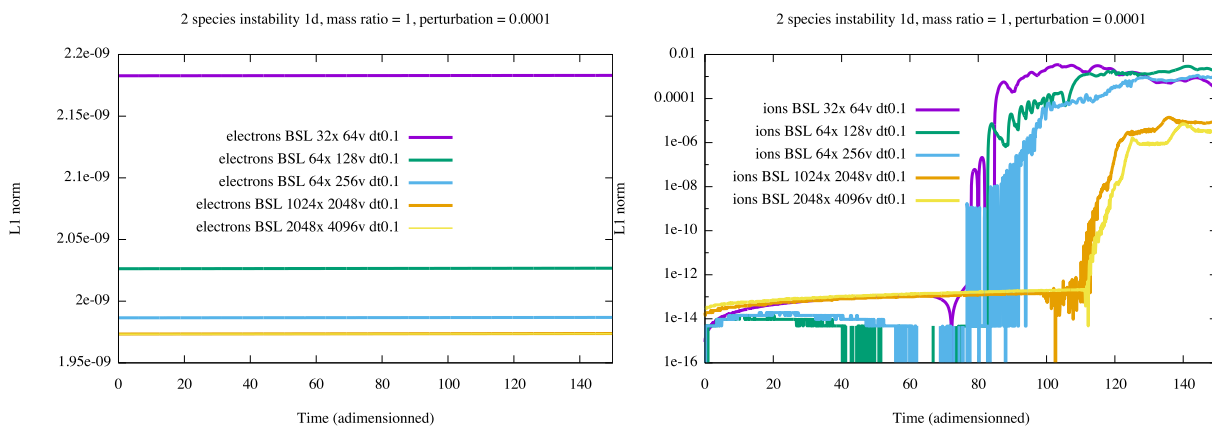 2 species instability 1d, mass ratio = 1, perturbation = 0.0001
2.2e-09
2.15e-09
2.1e-09
2.05e-09
2e-09
1.95e-09
L1 norm
electrons BSL 32x 64v dt0.1
electrons BSL 64x 128v dt0.1
electrons BSL 64x 256v dt0.1
electrons BSL 1024x 2048v dt0.1
electrons BSL 2048x 4096v dt0.1
0 20 40 60 80 100 120 140
Time (adimensionned)
2 species instability 1d, mass ratio = 1, perturbation = 0.0001
0.01
0.0001
1e-06
1e-08
1e-10
1e-12
1e-14
1e-16
L1 norm
ions BSL 32x 64v dt0.1
ions BSL 64x 128v dt0.1
ions BSL 64x 256v dt0.1
ions BSL 1024x 2048v dt0.1
ions BSL 2048x 4096v dt0.1
0 20 40 60 80 100 120 140
Time (adimensionned)